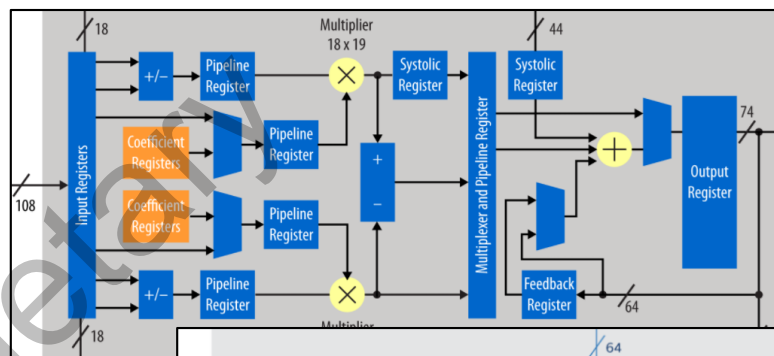 18
Multiplier
18 x 19
44
+/–
Pipeline
Register
Systolic
Register
Systolic
Register
Input Registers
Coefficient
Registers
Pipeline
Register
+
–
Multiplexer and Pipeline Register
+
74
Output
Register
108
Coefficient
Registers
Pipeline
Register
+/–
Pipeline
Register
Feedback
Register
64
18
64
etary